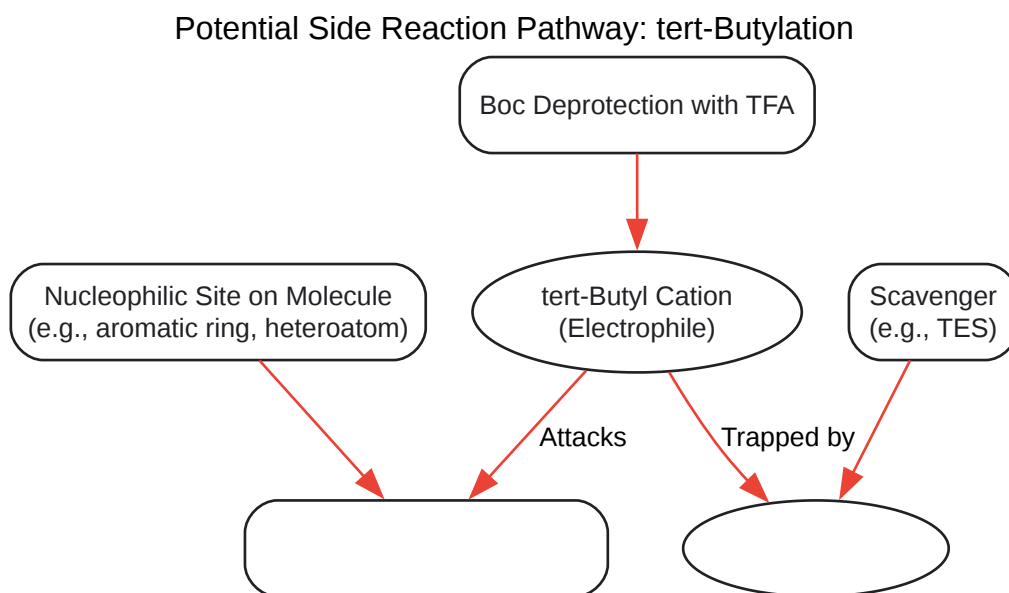 Potential Side Reaction Pathway: tert-Butylation
Boc Deprotection with TFA
Nucleophilic Site on Molecule
(e.g., aromatic ring, heteroatom)
tert-Butyl Cation
(Electrophile)
Scavenger
(e.g., TES)
Attacks
Trapped by